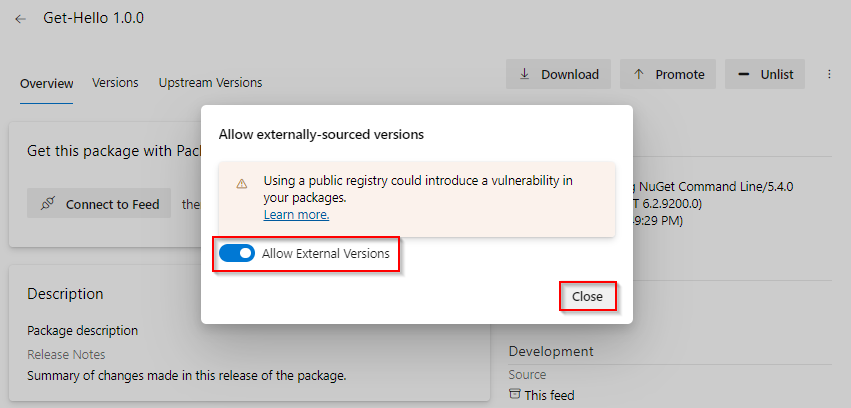 Get-Hello 1.0.0
Overview
Versions
Upstream Versions
Download
Promote
Unlist
Get this package with Pac
Connect to Feed
the
Allow externally-sourced versions
Using a public registry could introduce a vulnerability in
your packages.
Learn more.
Allow External Versions
Close
NuGet Command Line/5.4.0
T 6.2.9200.0)
9:29 PM)
Description
Package description
Release Notes
Summary of changes made in this release of the package.
Development
Source
This feed